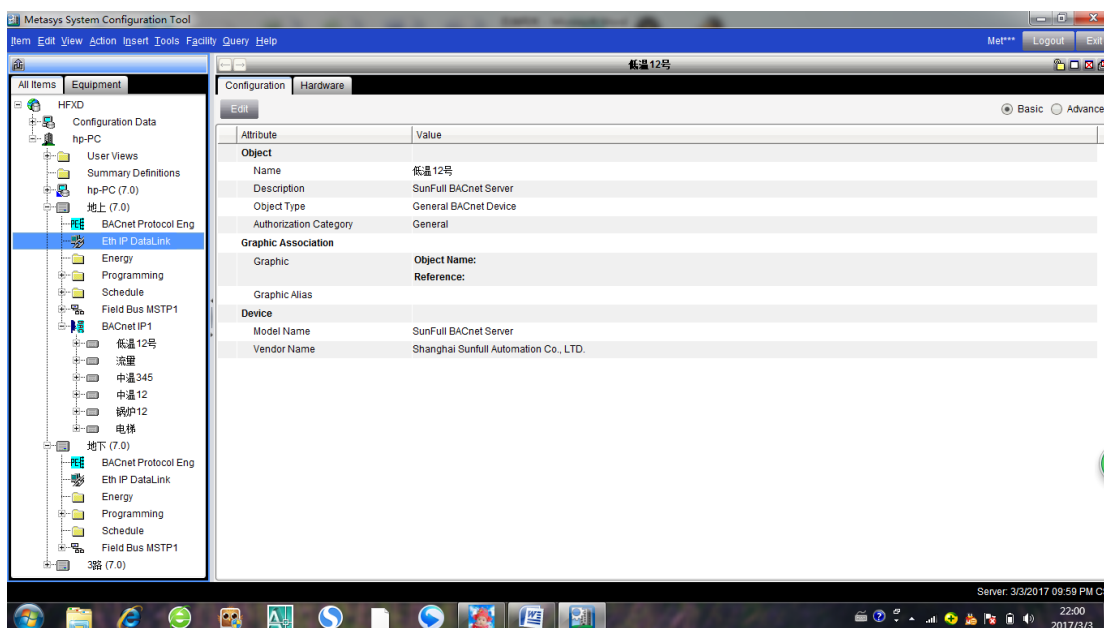 Metasys System Configuration Tool
Item Edit View Action Insert Tools Facility Query Help
Met*** Logout Exit
低温12号
All Items Equipment
Configuration Hardware
Edit
Basic Advance
HFXD
Configuration Data
hp-PC
User Views
Summary Definitions
hp-PC (7.0)
地上 (7.0)
BACnet Protocol Eng
Eth IP DataLink
Energy
Programming
Schedule
Field Bus MSTP1
BACnet IP1
低温12号
流量
中温345
中温12
锅炉12
电梯
地下 (7.0)
BACnet Protocol Eng
Eth IP DataLink
Energy
Programming
Schedule
Field Bus MSTP1
3路 (7.0)
Attribute Value
Object
Name 低温12号
Description SunFull BACnet Server
Object Type General BACnet Device
Authorization Category General
Graphic Association
Graphic Object Name:
Reference:
Graphic Alias
Device
Model Name SunFull BACnet Server
Vendor Name Shanghai Sunfull Automation Co., LTD.
Server: 3/3/2017 09:59 PM C
22:00
2017/3/3